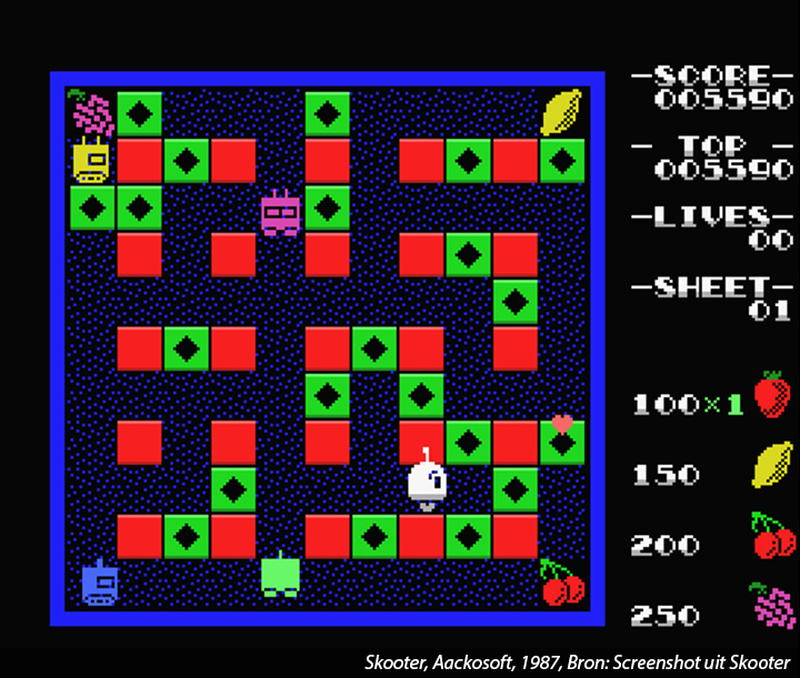 -SCORE-
005590
- TOP -
005590
-LIVES-
00
-SHEET-
01
100×1
150
200
250
Skooter, Aackosoft, 1987, Bron: Screenshot uit Skooter